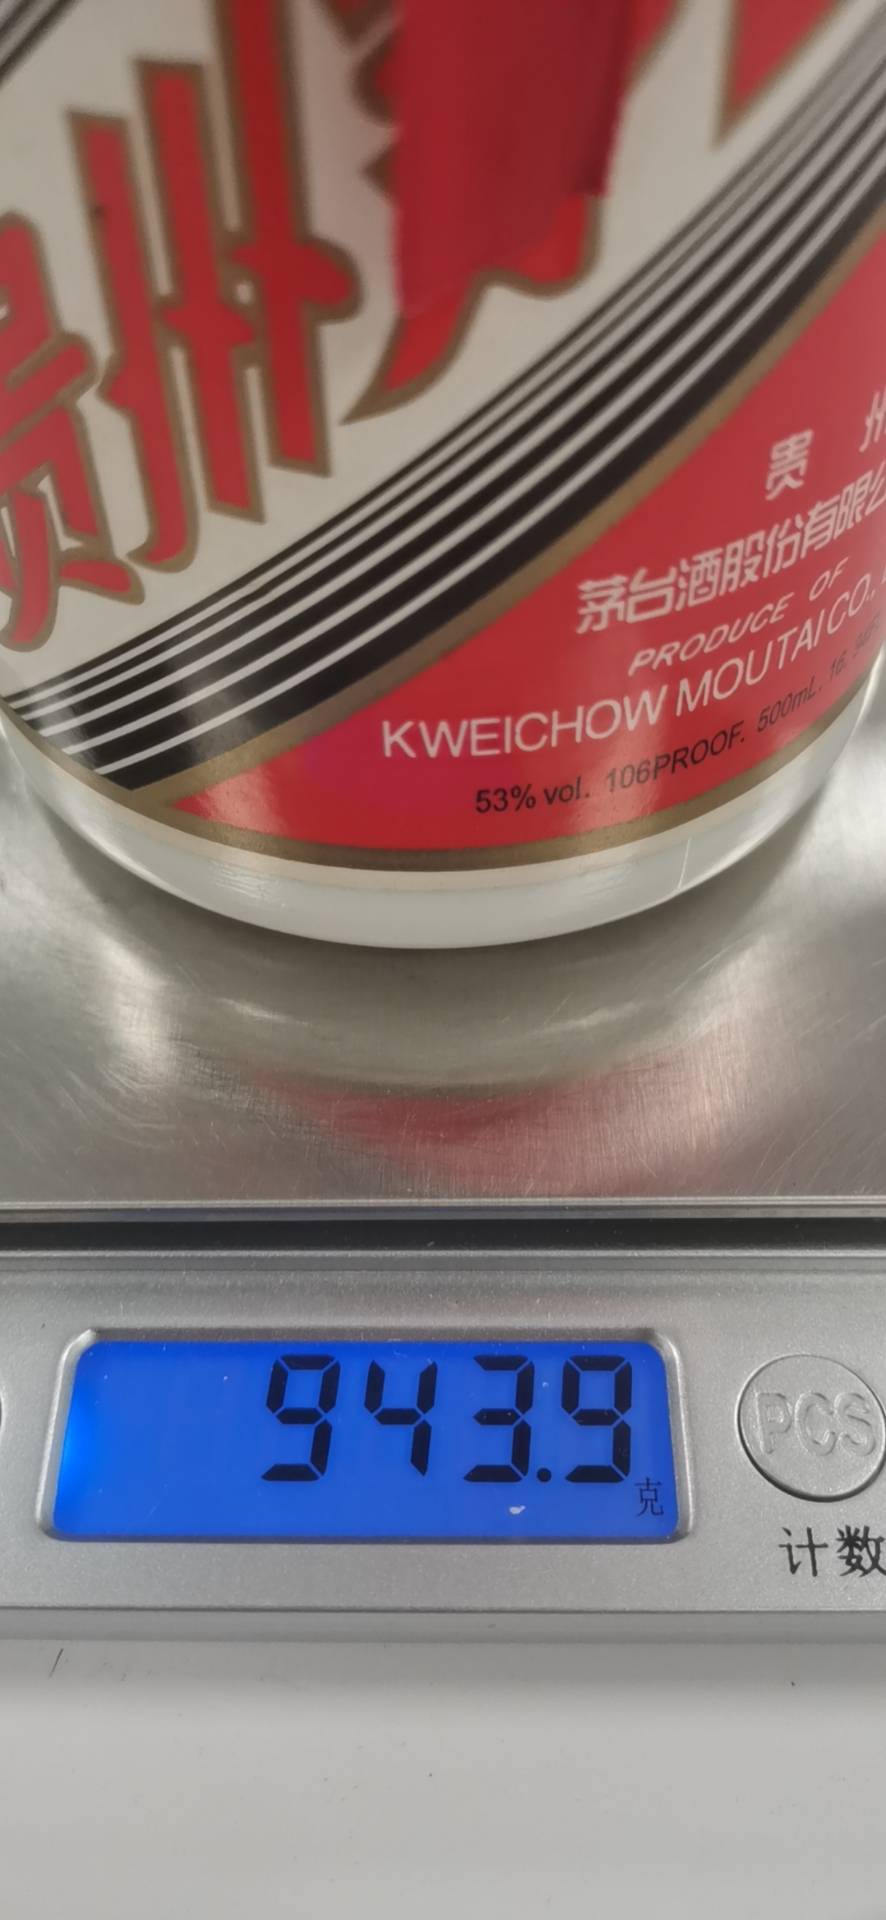 贵州
贵 州
茅台酒股份有限公
PRODUCE OF
KWEICHOW MOUTAI CO.,
53% vol. 106PROOF. 500mL. 16.
943.9
克
PCS
计数